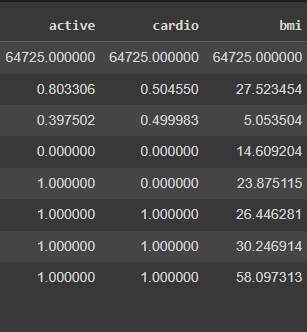 active cardio bmi
64725.000000 64725.000000 64725.000000
0.803306 0.504550 27.523454
0.397502 0.499983 5.053504
0.000000 0.000000 14.609204
1.000000 0.000000 23.875115
1.000000 1.000000 26.446281
1.000000 1.000000 30.246914
1.000000 1.000000 58.097313